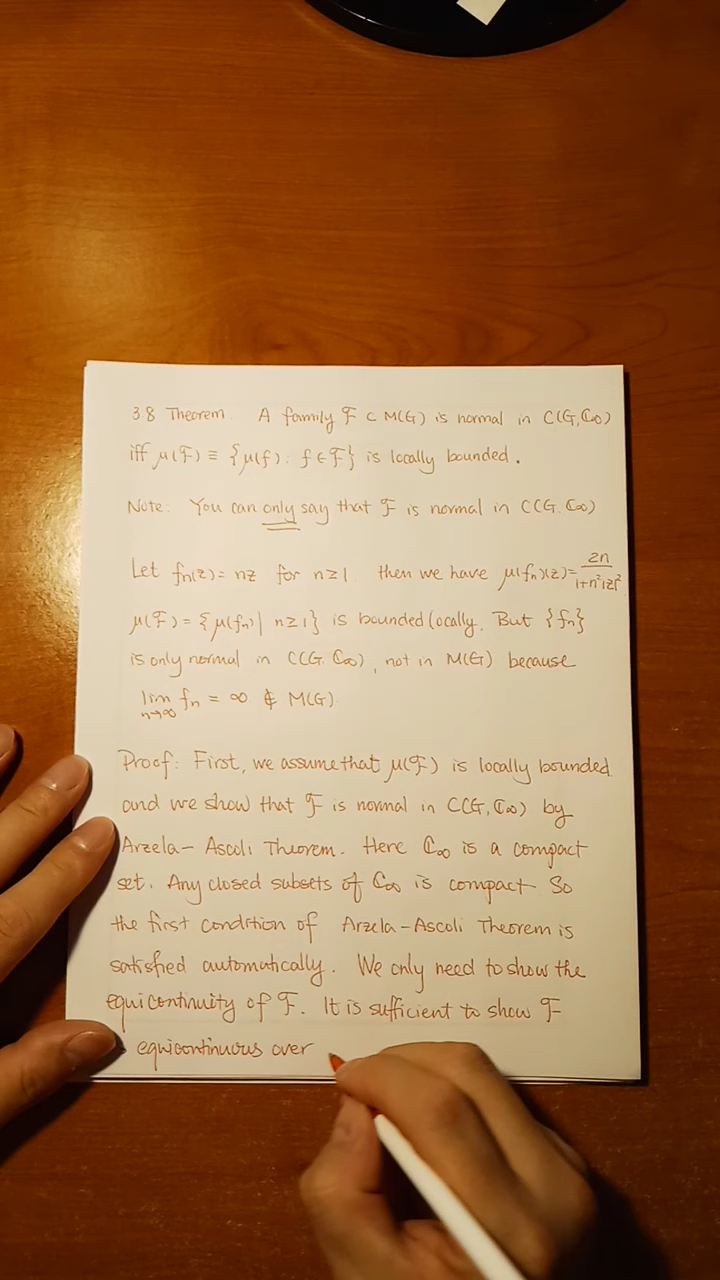 3.8 Theorem. A family ℱ ⊂ M(G) is normal in C(G, ℂ∞)
iff μ(ℱ) ≡ {μ(f) : f ∈ ℱ} is locally bounded.
Note: You can only say that ℱ is normal in C(G, ℂ∞)
Let fn(z) = nz for n ≥ 1. then we have μ(fn)(z) = 2n / 1+n²|z|²
μ(ℱ) = {μ(fn) | n ≥ 1} is bounded locally. But {fn}
is only normal in C(G, ℂ∞), not in M(G) because
lim n→∞ fn = ∞ ∉ M(G).
Proof: First, we assume that μ(ℱ) is locally bounded
and we show that ℱ is normal in C(G, ℂ∞) by
Arzela-Ascoli Theorem. Here ℂ∞ is a compact
set. Any closed subsets of ℂ∞ is compact So
the first condition of Arzela-Ascoli Theorem is
satisfied automatically. We only need to show the
equicontinuity of ℱ. It is sufficient to show ℱ
equicontinuous over